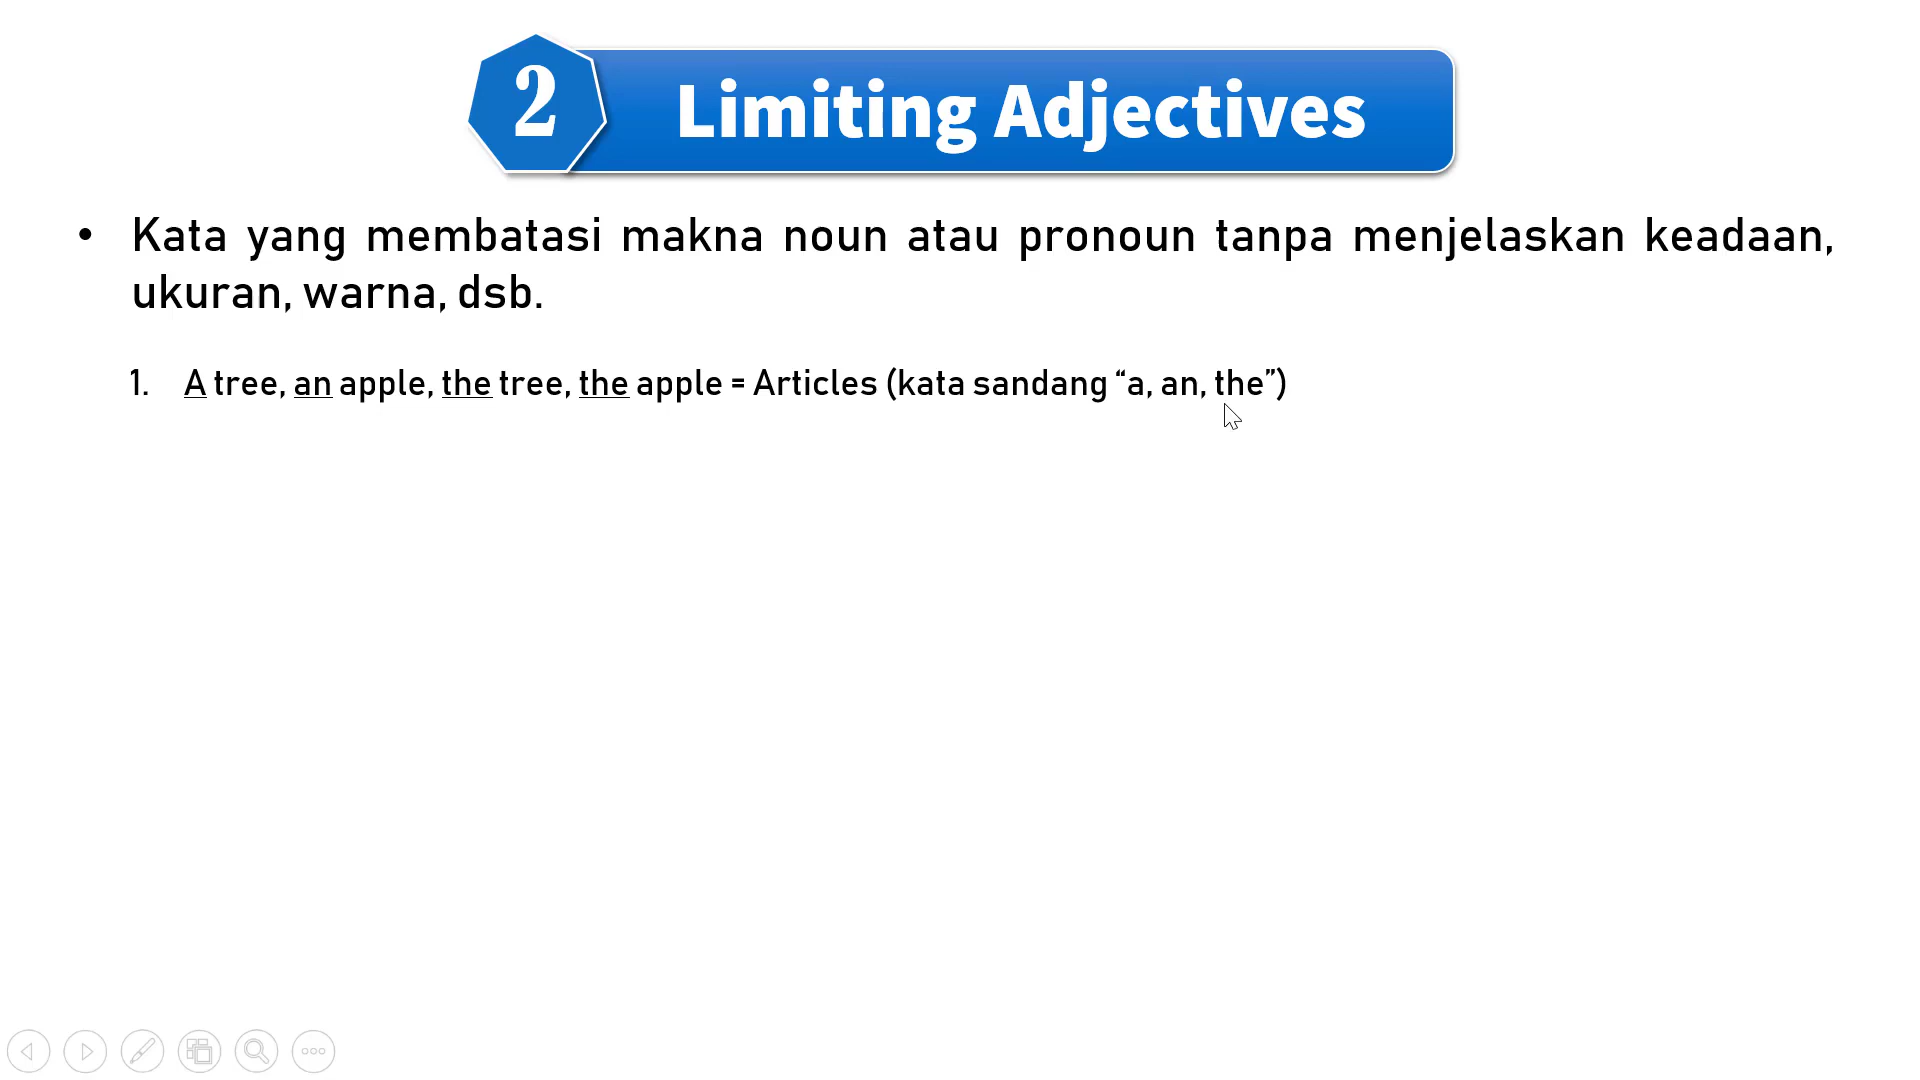 2 Limiting Adjectives
• Kata yang membatasi makna noun atau pronoun tanpa menjelaskan keadaan,
ukuran, warna, dsb.
1. A tree, an apple, the tree, the apple = Articles (kata sandang “a, an, the”)